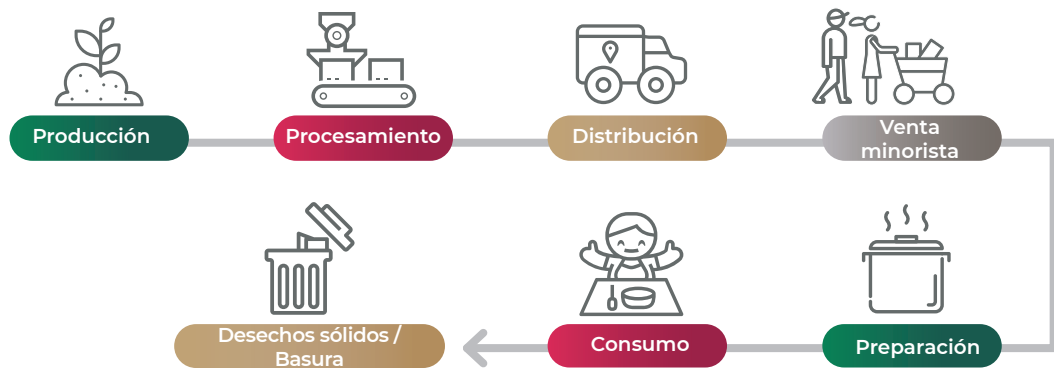 Producción
Procesamiento
Distribución
Venta
minorista
Preparación
Consumo
Desechos sólidos /
Basura